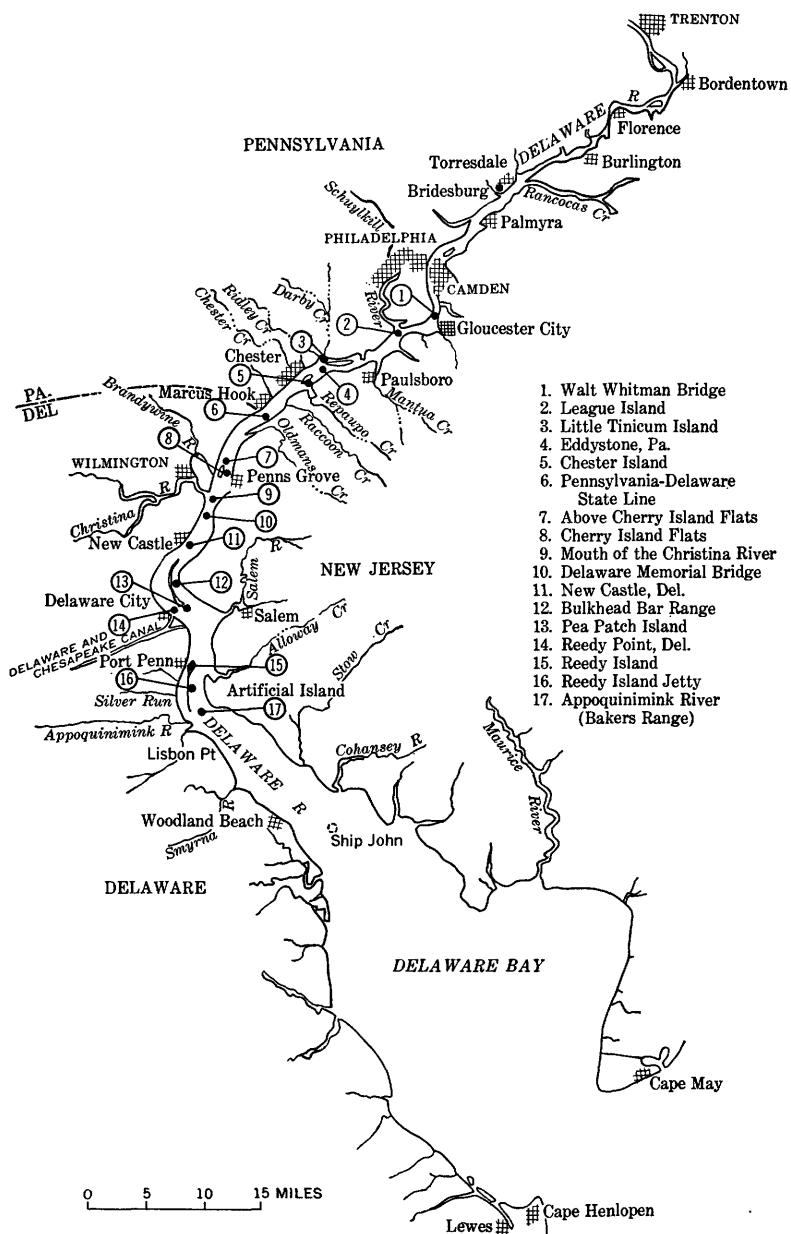 TRENTON
Bordentown
DELAWARE R
Florence
PENNSYLVANIA
Torresdale
Burlington
Bridesburg
Rancocas Cr
Schuylkill
Palmyra
PHILADELPHIA
Darby Cr
Ridley Cr
Chester Cr
River
1
CAMDEN
2
Gloucester City
3
Chester
5
4
Paulsboro
PA.
DEL
Marcus Hook
Mantua Cr
Brandywine R
6
Repaupo Cr
Raccoon Cr
Oldmans Cr
8
7
WILMINGTON
Penns Grove
R
9
Christina
10
New Castle
11
R
Salem
NEW JERSEY
13
12
Delaware City
14
Salem
Alloway Cr
DELAWARE AND
CHESAPEAKE CANAL
Stow Cr
Port Penn
15
16
Artificial Island
Silver Run
17
Appoquinimink R
DELAWARE R
Lisbon Pt
Cohansey R
Maurice River
R
Woodland Beach
Smyrna
Ship John
DELAWARE
DELAWARE BAY
Cape May
Cape Henlopen
Lewes
1. Walt Whitman Bridge
2. League Island
3. Little Tinicum Island
4. Eddystone, Pa.
5. Chester Island
6. Pennsylvania-Delaware
State Line
7. Above Cherry Island Flats
8. Cherry Island Flats
9. Mouth of the Christina River
10. Delaware Memorial Bridge
11. New Castle, Del.
12. Bulkhead Bar Range
13. Pea Patch Island
14. Reedy Point, Del.
15. Reedy Island
16. Reedy Island Jetty
17. Appoquinimink River
(Bakers Range)
0 5 10 15 MILES